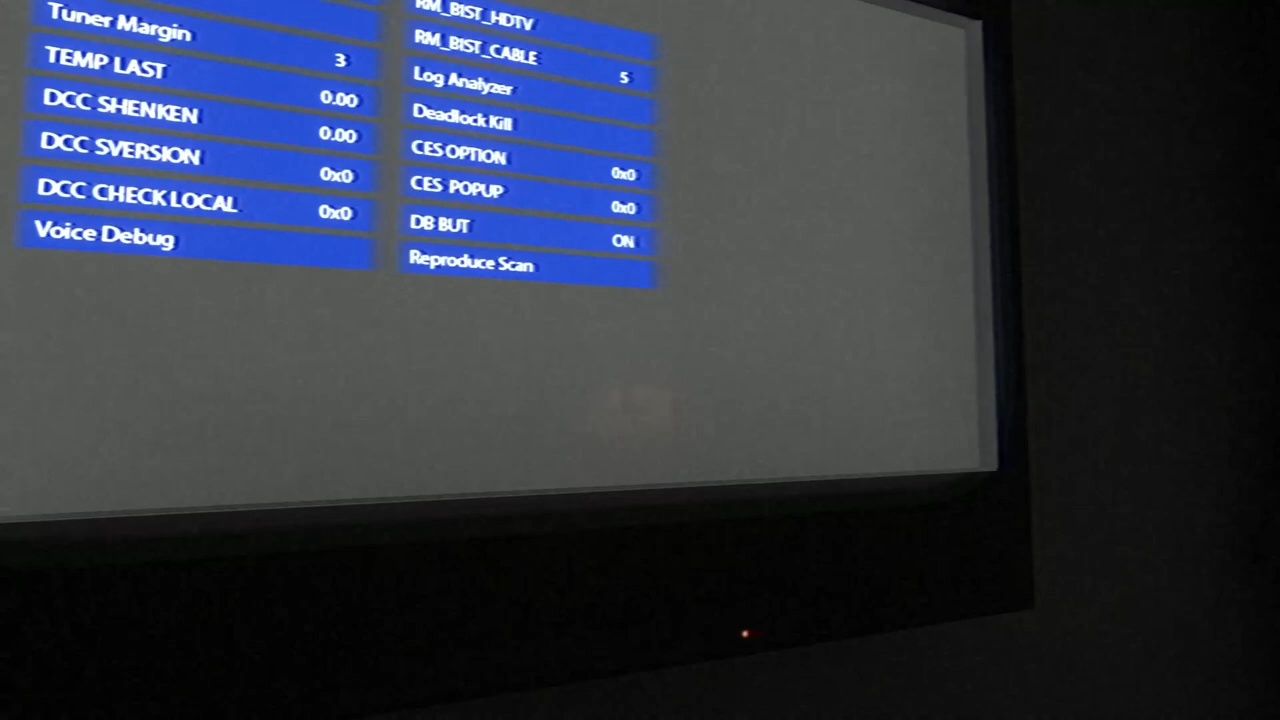 Tuner Margin 3
TEMP LAST 0.00
DCC SHENKEN 0.00
DCC SVERSION 0x0
DCC CHECK LOCAL 0x0
Voice Debug
RM_BIST_HDTV
RM_BIST_CABLE 5
Log Analyzer
Deadlock Kill
CES OPTION 0x0
CES POPUP 0x0
DB BUT ON
Reproduce Scan